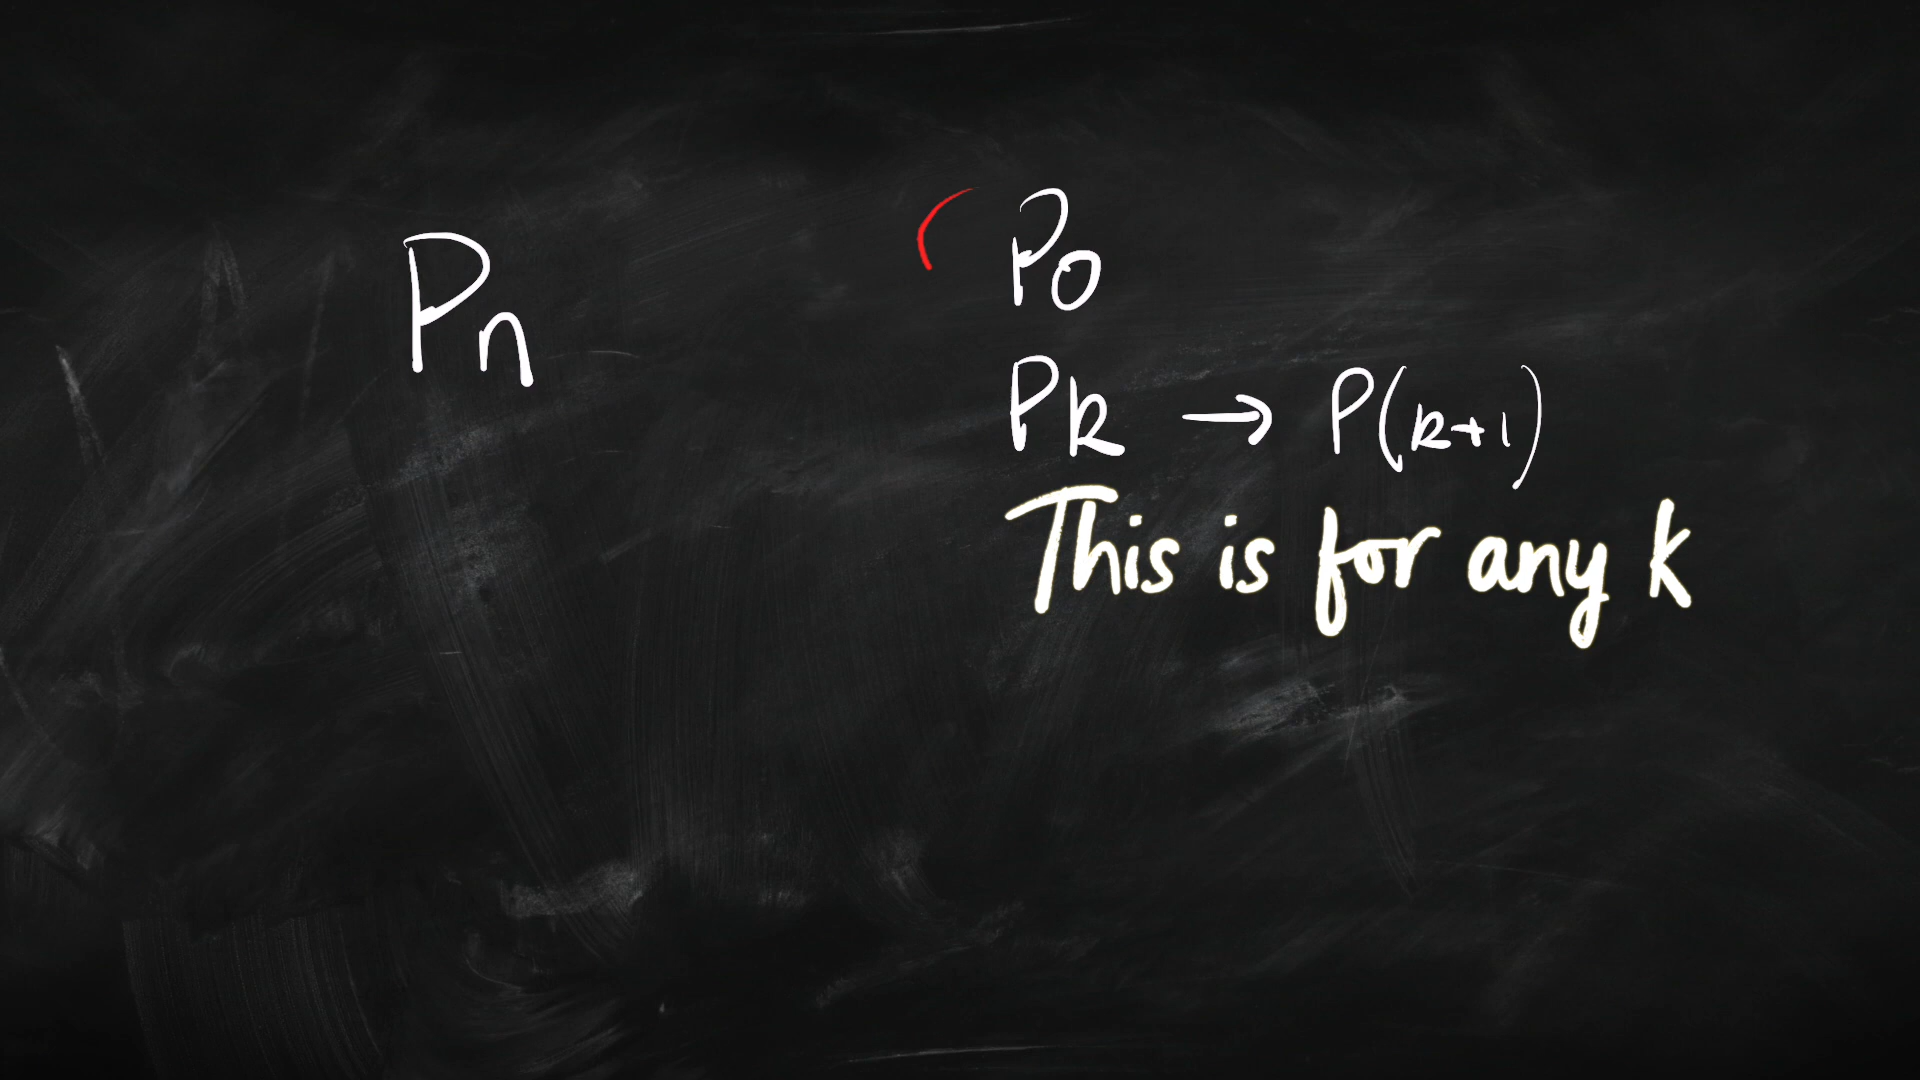 Pn
P0
Pk → P(k+1)
This is for any k